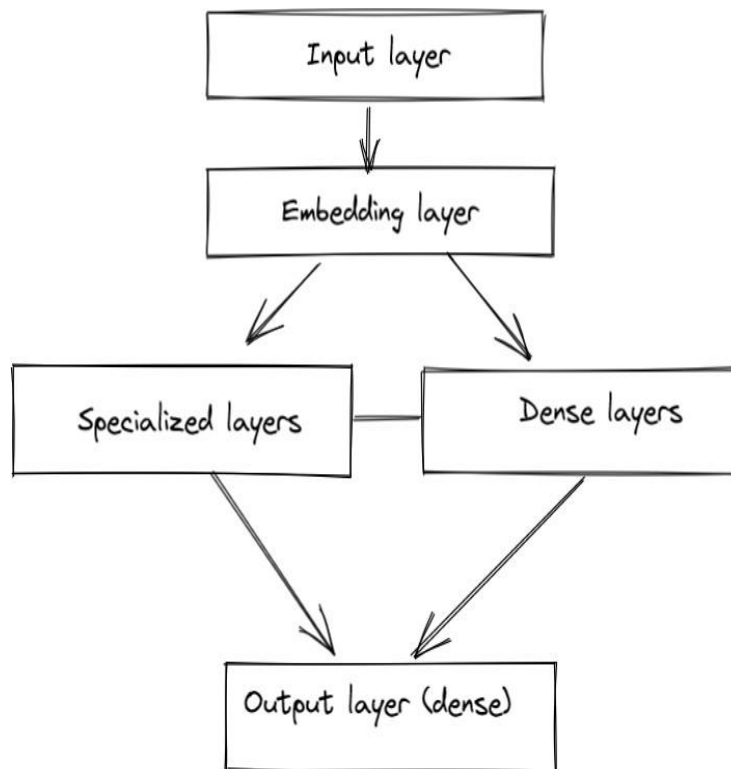 Input layer
Embedding layer
Specialized layers
Dense layers
Output layer (dense)